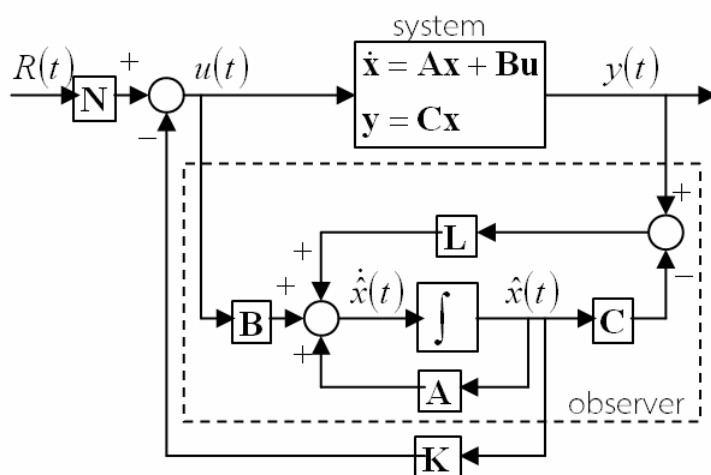 system
R(t)
N
+
−
u(t)
ẋ = Ax + Bu
y = Cx
y(t)
+
−
L
+
B
+
x̂̇(t)
∫
x̂(t)
C
+
A
observer
K